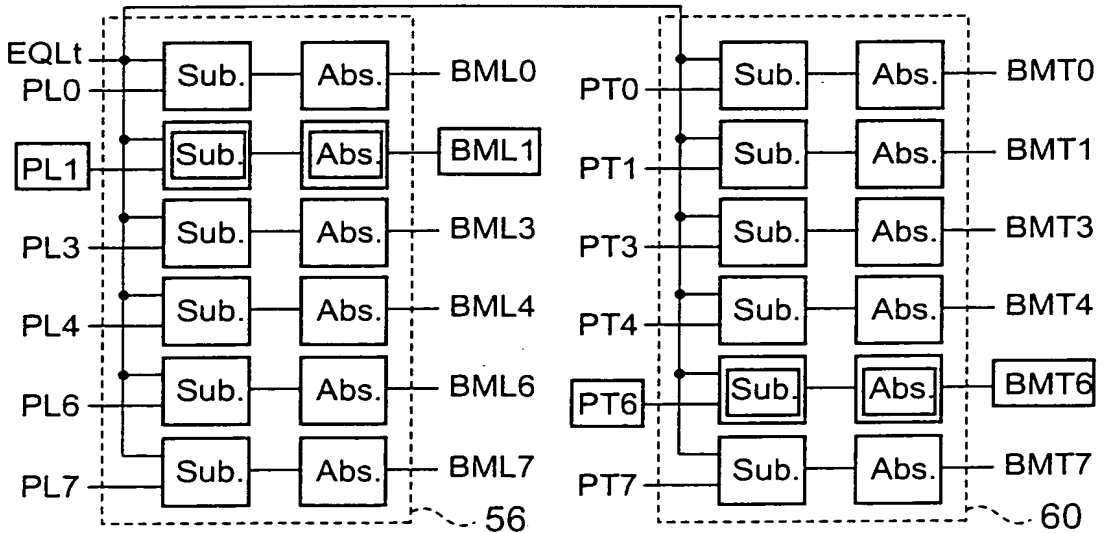 EQLt
PL0 Sub. Abs. BML0
PL1 Sub. Abs. BML1
PL3 Sub. Abs. BML3
PL4 Sub. Abs. BML4
PL6 Sub. Abs. BML6
PL7 Sub. Abs. BML7
56
PT0 Sub. Abs. BMT0
PT1 Sub. Abs. BMT1
PT3 Sub. Abs. BMT3
PT4 Sub. Abs. BMT4
PT6 Sub. Abs. BMT6
PT7 Sub. Abs. BMT7
60